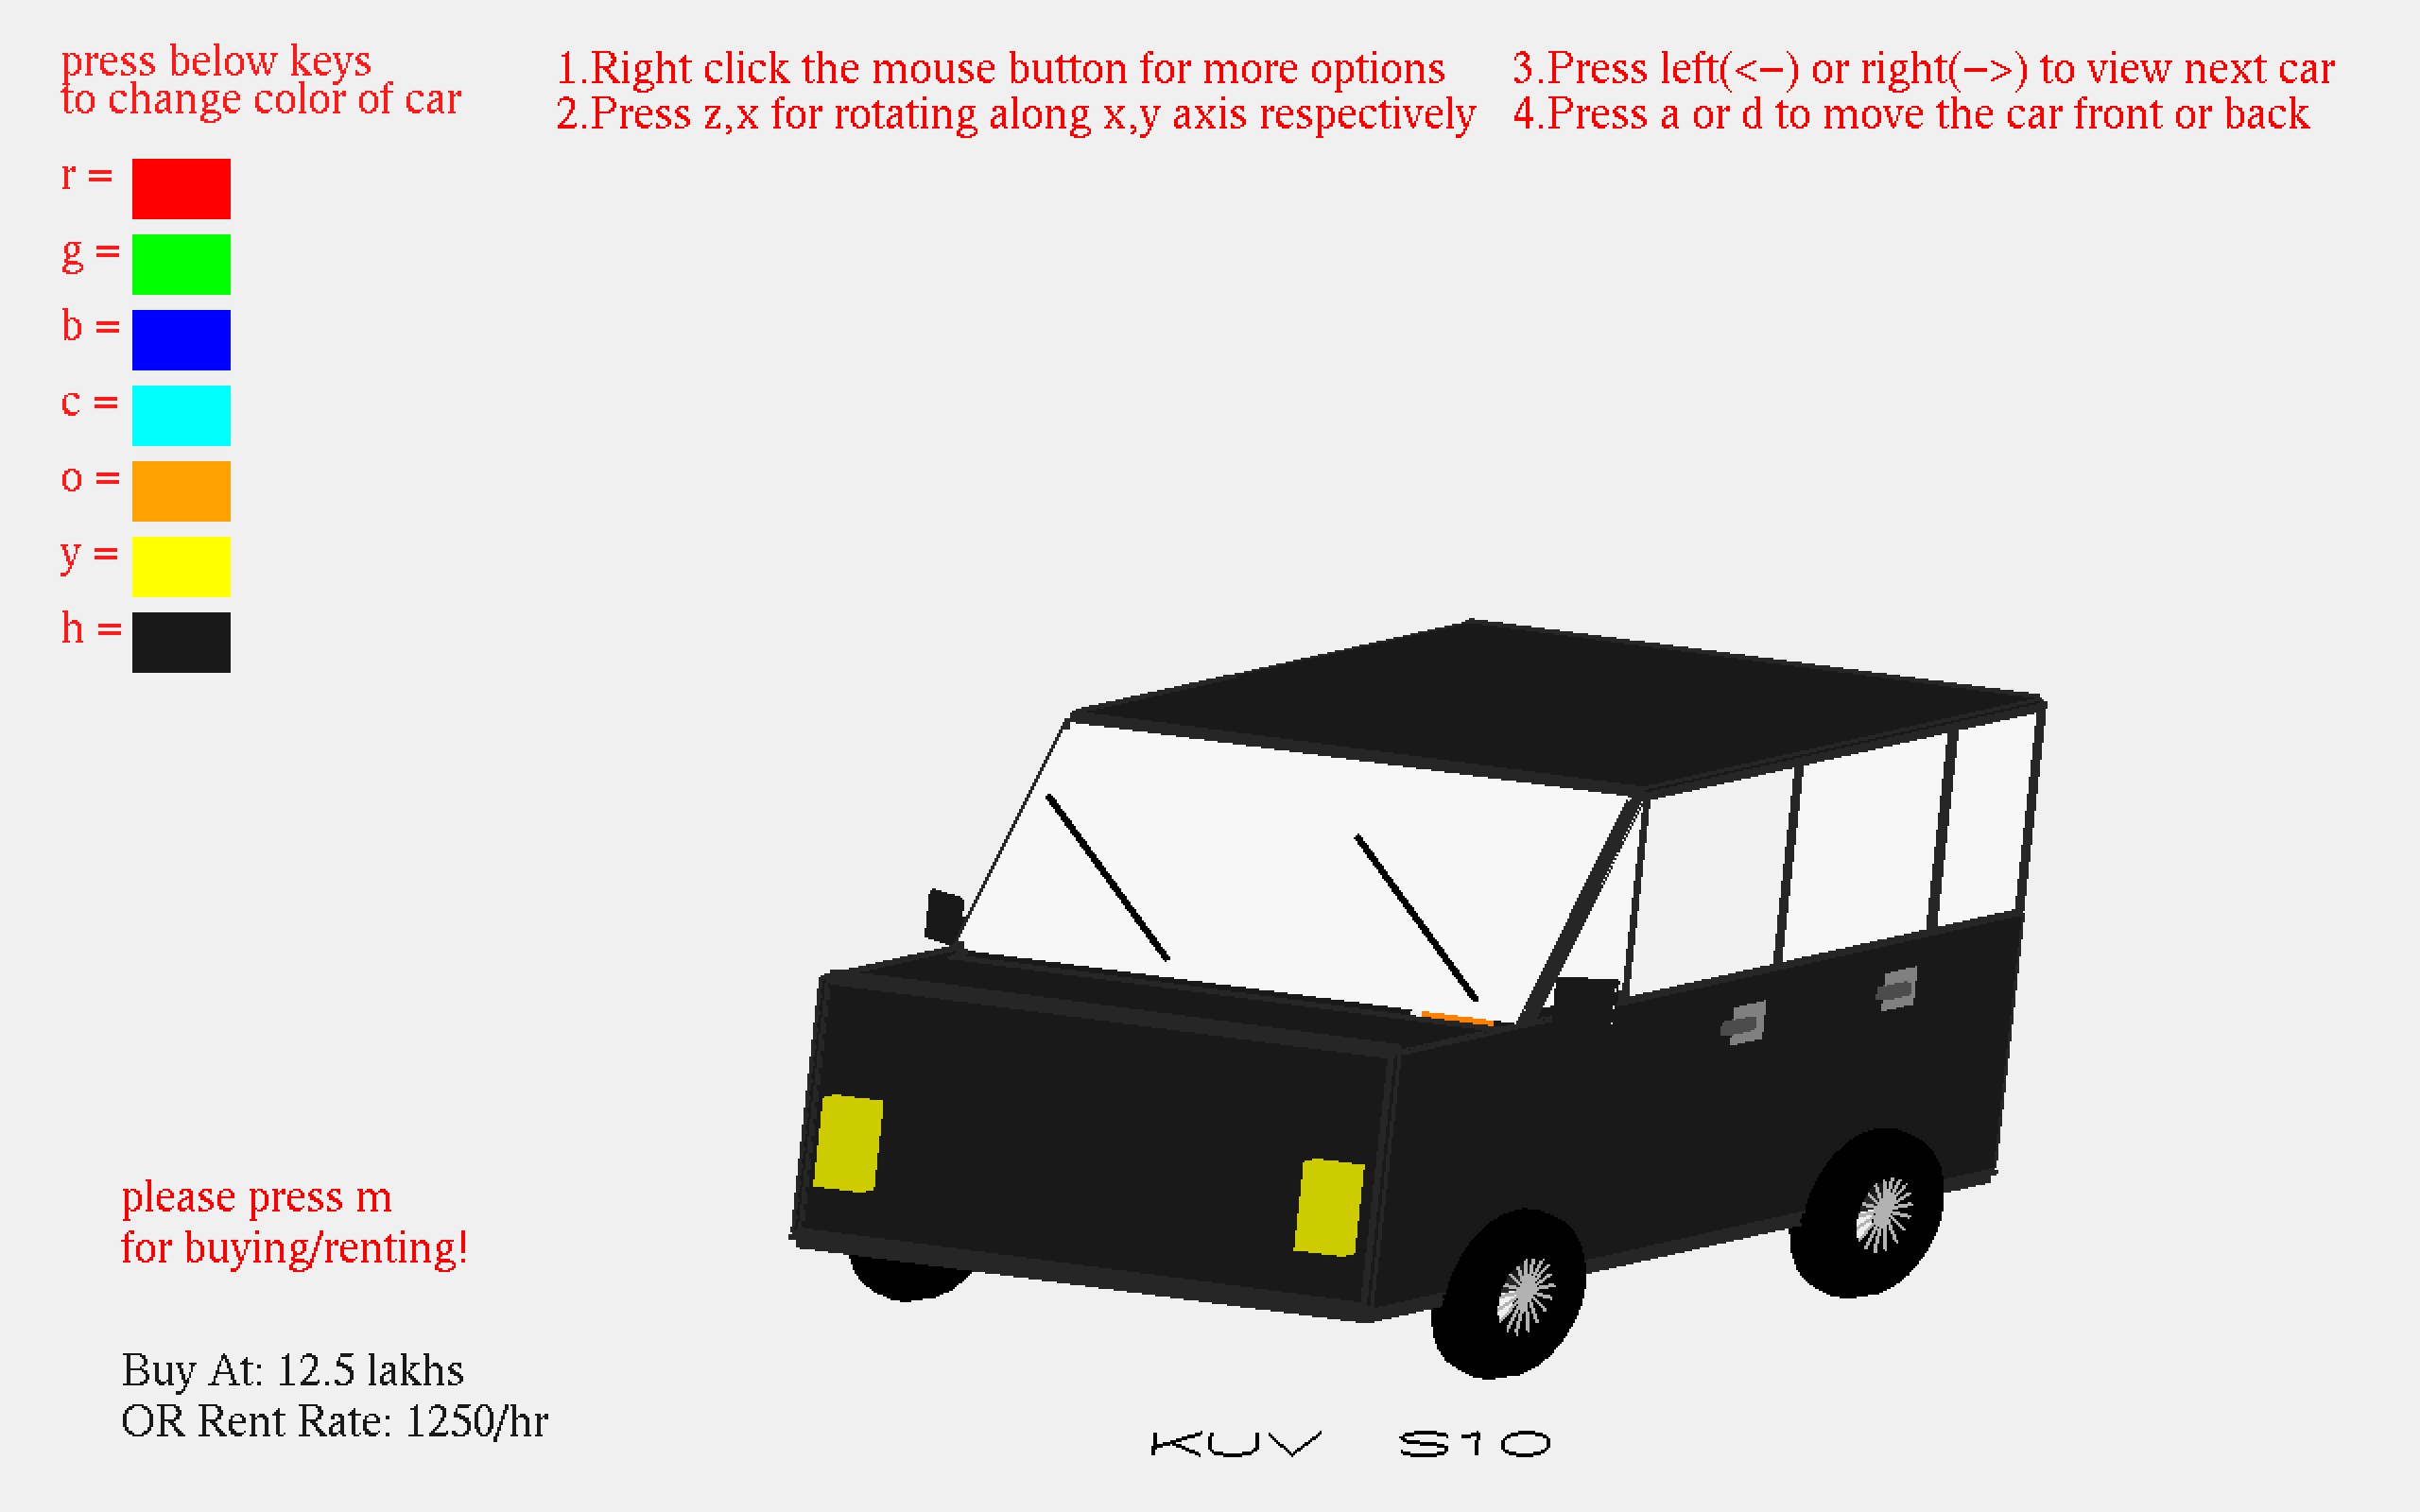 press below keys
to change color of car
1.Right click the mouse button for more options
2.Press z,x for rotating along x,y axis respectively
3.Press left(<-) or right(->) to view next car
4.Press a or d to move the car front or back
r =
g =
b =
c =
o =
y =
h =
please press m
for buying/renting!
Buy At: 12.5 lakhs
OR Rent Rate: 1250/hr
KUV S10